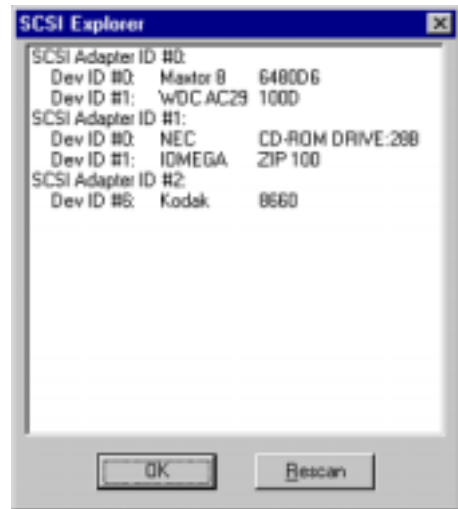 SCSI Explorer
SCSI Adapter ID #0:
Dev ID #0: Maxtor 8 6480D6
Dev ID #1: WDC AC29 100D
SCSI Adapter ID #1:
Dev ID #0: NEC CD-ROM DRIVE:28B
Dev ID #1: IOMEGA ZIP 100
SCSI Adapter ID #2:
Dev ID #6: Kodak 8660
OK Rescan